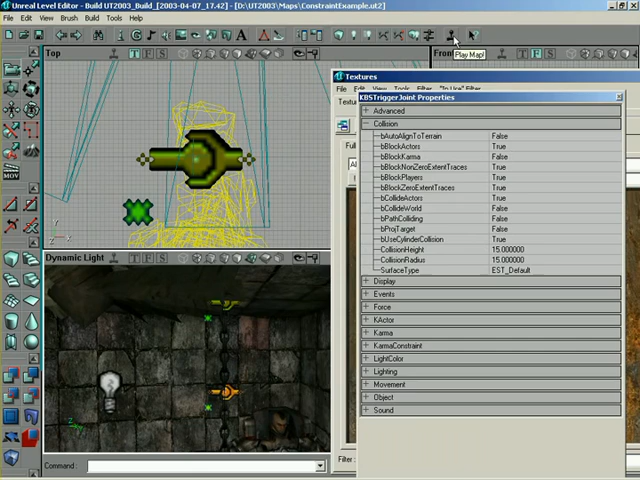 Unreal Level Editor - Build UT2003_Build_[2003-04-07_17.42] - [D:\UT2003\Maps\ConstraintExample.ut2]
File Edit View Brush Build Tools Help
Play Map!
Top
Textures
KBSTriggerJoint Properties
Advanced
Collision
bAutoAlignToTerrain False
bBlockActors True
bBlockKarma False
bBlockNonZeroExtentTraces True
bBlockPlayers True
bBlockZeroExtentTraces True
bCollideActors True
bCollideWorld False
bPathColliding False
bProjTarget False
bUseCylinderCollision True
CollisionHeight 15.000000
CollisionRadius 15.000000
SurfaceType EST_Default
Display
Events
Force
KActor
Karma
KarmaConstraint
LightColor
Lighting
Movement
Object
Sound
MOV
Dynamic Light
Command :
Filter :